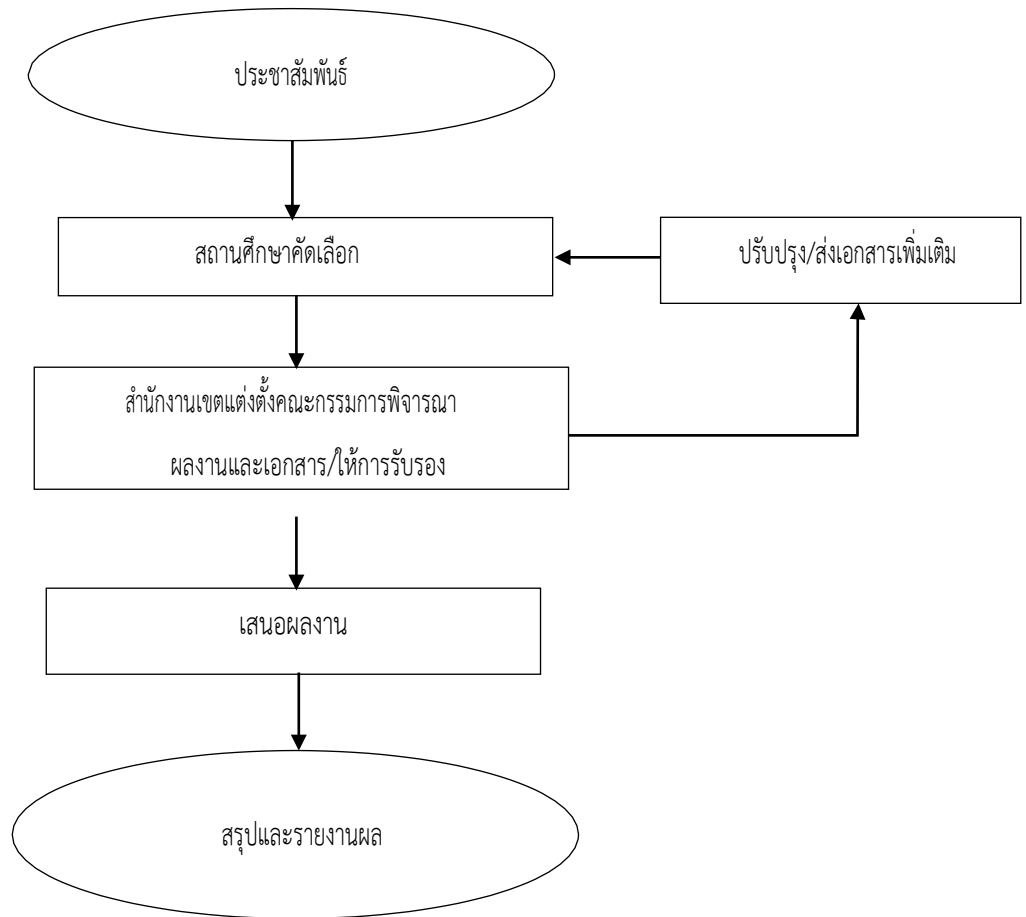 ประชาสัมพันธ์
สถานศึกษาคัดเลือก
ปรับปรุง/ส่งเอกสารเพิ่มเติม
สำนักงานเขตแต่งตั้งคณะกรรมการพิจารณา
ผลงานและเอกสาร/ให้การรับรอง
เสนอผลงาน
สรุปและรายงานผล